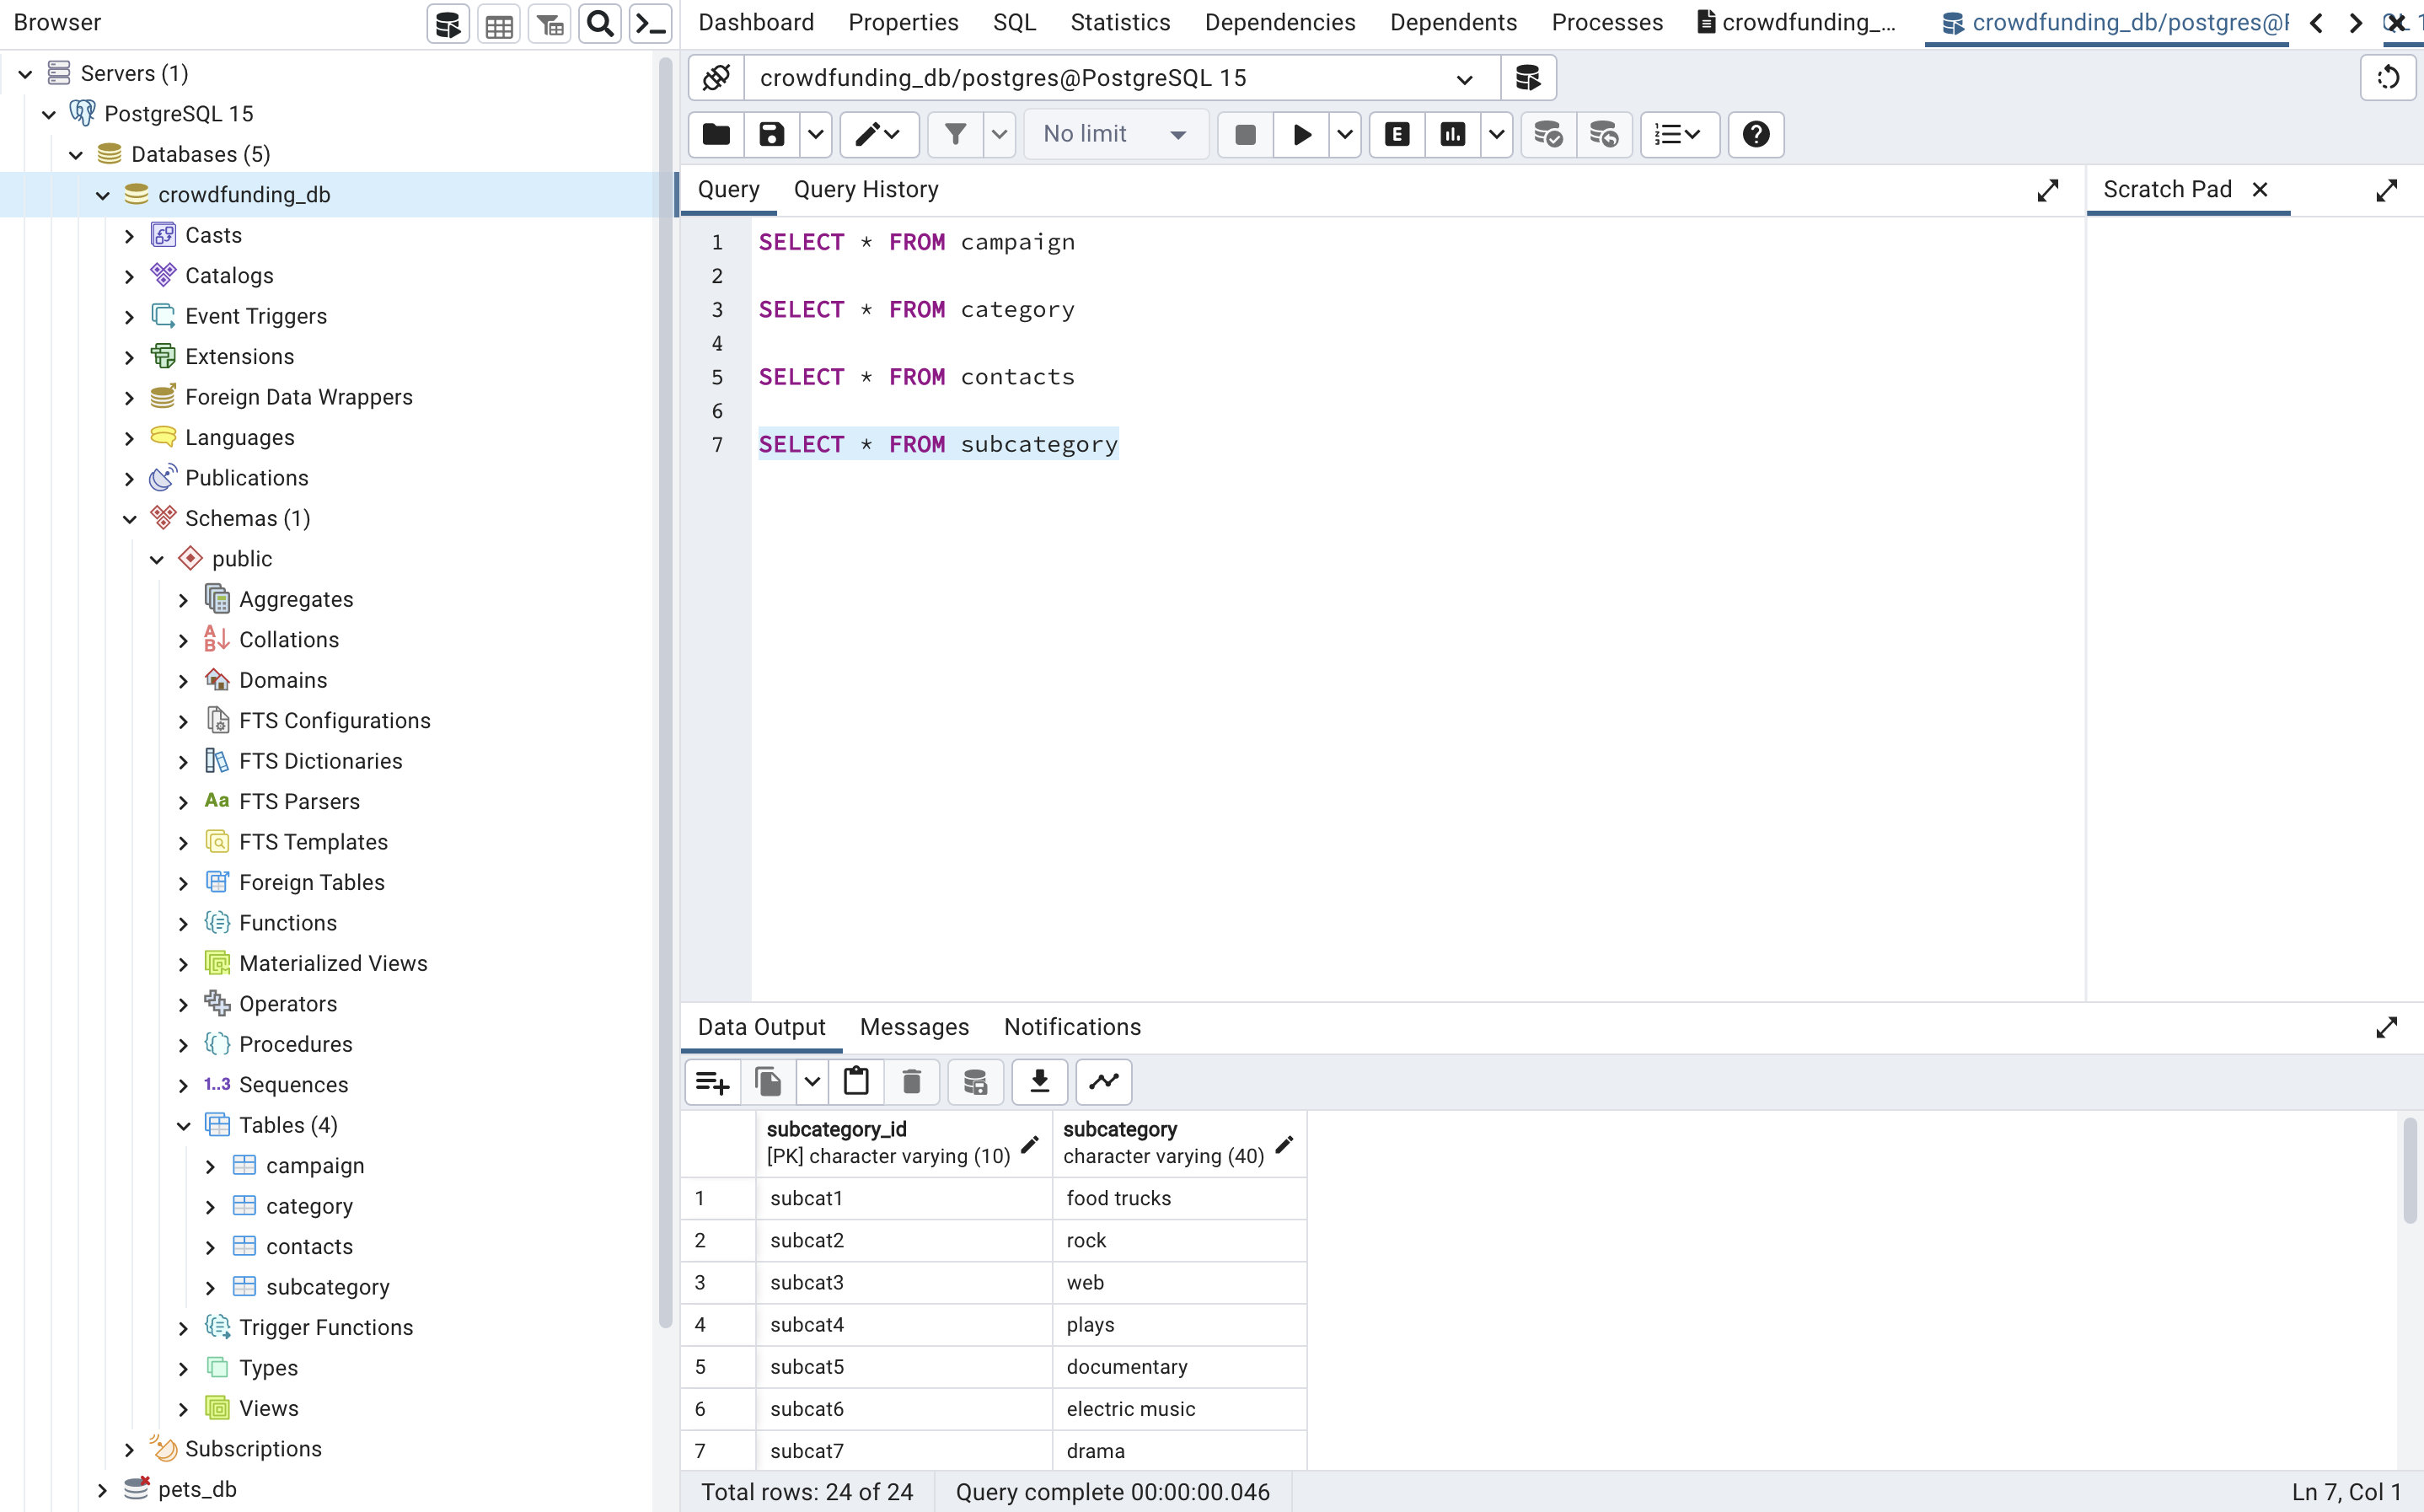 Browser
Servers (1)
PostgreSQL 15
Databases (5)
crowdfunding_db
Casts
Catalogs
Event Triggers
Extensions
Foreign Data Wrappers
Languages
Publications
Schemas (1)
public
Aggregates
Collations
Domains
FTS Configurations
FTS Dictionaries
Aa FTS Parsers
FTS Templates
Foreign Tables
Functions
Materialized Views
Operators
Procedures
1..3 Sequences
Tables (4)
campaign
category
contacts
subcategory
Trigger Functions
Types
Views
Subscriptions
pets_db
Dashboard Properties SQL Statistics Dependencies Dependents Processes crowdfunding_... crowdfunding_db/postgres@
crowdfunding_db/postgres@PostgreSQL 15
No limit E
Query Query History
1 SELECT * FROM campaign
2
3 SELECT * FROM category
4
5 SELECT * FROM contacts
6
7 SELECT * FROM subcategory
Scratch Pad
Data Output Messages Notifications
subcategory_id subcategory
[PK] character varying (10) character varying (40)
1 subcat1 food trucks
2 subcat2 rock
3 subcat3 web
4 subcat4 plays
5 subcat5 documentary
6 subcat6 electric music
7 subcat7 drama
Total rows: 24 of 24 Query complete 00:00:00.046 Ln 7, Col 1